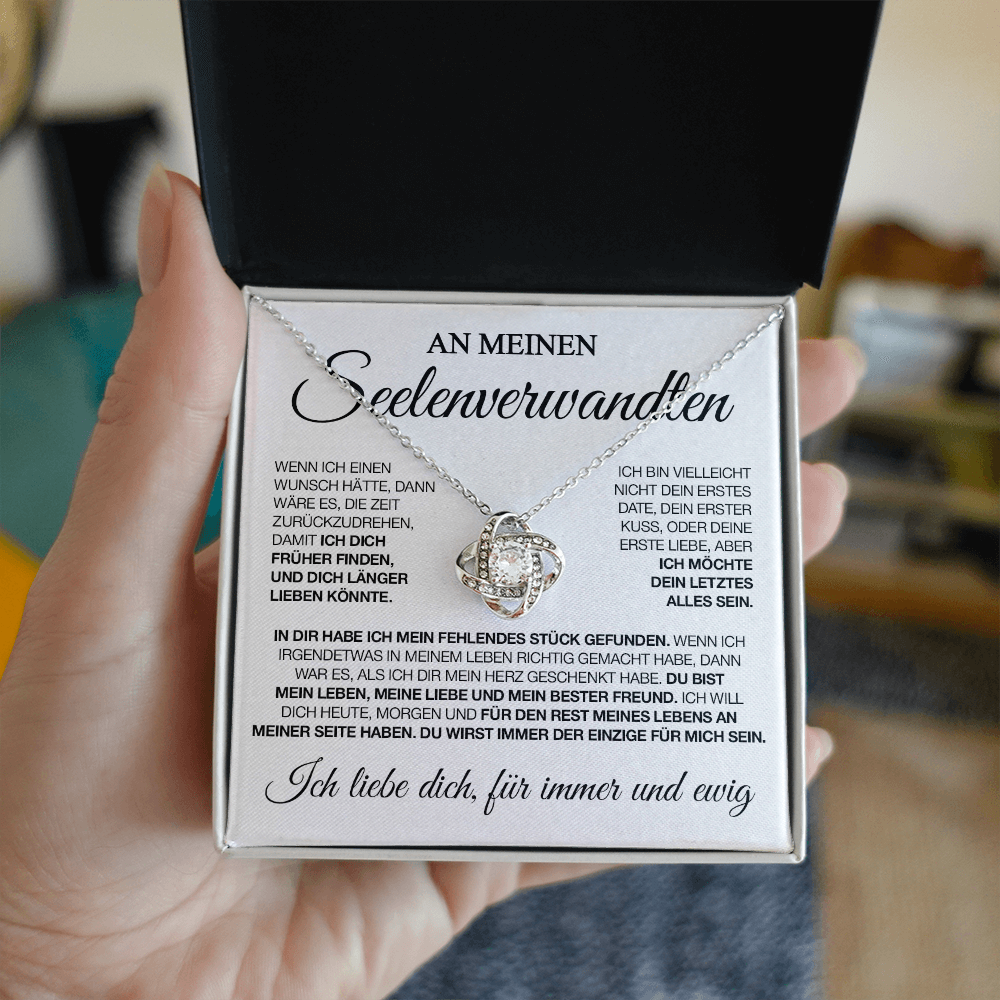 AN MEINEN
Seelenverwandten
WENN ICH EINEN
WUNSCH HÄTTE, DANN
WÄRE ES, DIE ZEIT
ZURÜCKZUDREHEN,
DAMIT ICH DICH
FRÜHER FINDEN,
UND DICH LÄNGER
LIEBEN KÖNNTE.
ICH BIN VIELLEICHT
NICHT DEIN ERSTES
DATE, DEIN ERSTER
KUSS, ODER DEINE
ERSTE LIEBE, ABER
ICH MÖCHTE
DEIN LETZTES
ALLES SEIN.
IN DIR HABE ICH MEIN FEHLENDES STÜCK GEFUNDEN. WENN ICH
IRGENDETWAS IN MEINEM LEBEN RICHTIG GEMACHT HABE, DANN
WAR ES, ALS ICH DIR MEIN HERZ GESCHENKT HABE. DU BIST
MEIN LEBEN, MEINE LIEBE UND MEIN BESTER FREUND. ICH WILL
DICH HEUTE, MORGEN UND FÜR DEN REST MEINES LEBENS AN
MEINER SEITE HABEN. DU WIRST IMMER DER EINZIGE FÜR MICH SEIN.
Ich liebe dich, für immer und ewig